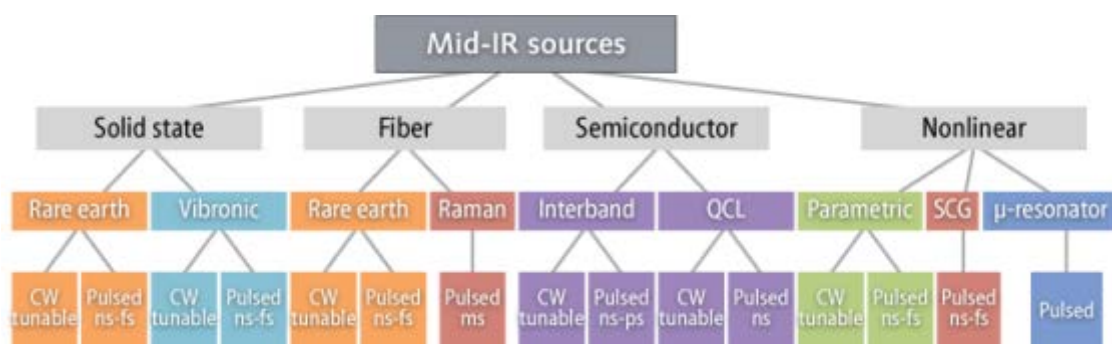 Mid-IR sources
Solid state
Fiber
Semiconductor
Nonlinear
Rare earth
Vibronic
Rare earth
Raman
Interband
QCL
Parametric
SCG
μ-resonator
CW
tunable
Pulsed
ns-fs
CW
tunable
Pulsed
ns-fs
CW
tunable
Pulsed
ns-fs
Pulsed
ms
CW
tunable
Pulsed
ns-ps
CW
tunable
Pulsed
ns
CW
tunable
Pulsed
ns-fs
Pulsed
ns-fs
Pulsed